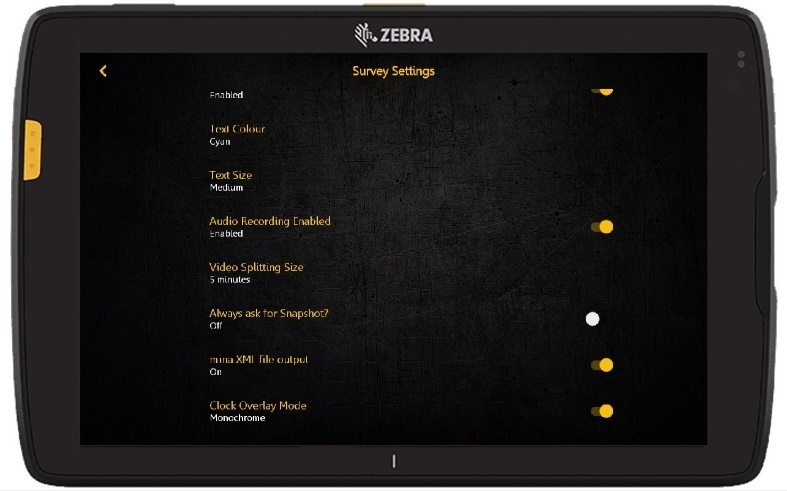 ZEBRA
Survey Settings
Enabled
Text Colour
Cyan
Text Size
Medium
Audio Recording Enabled
Enabled
Video Splitting Size
5 minutes
Always ask for Snapshot?
Off
mina XML file output
On
Clock Overlay Mode
Monochrome